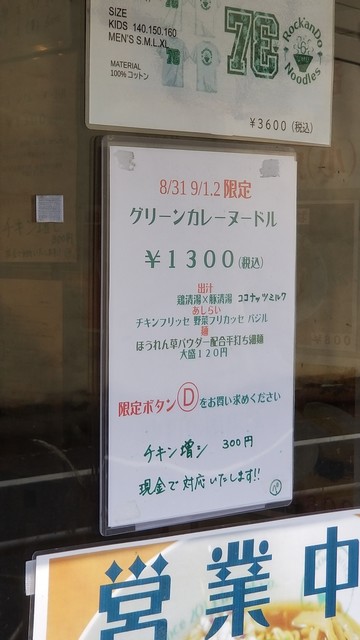 SIZE
KIDS 140.150.160
MEN'S S.M.L.XL
MATERIAL
100%コットン
Rock'anDo
Noodles
¥3600(税込)
8/31 9/1.2 限定
グリーンカレーヌードル
¥1300(税込)
出汁
鶏清湯×豚清湯 ココナッツミルク
あしらい
チキンフリッセ 野菜フリカッセ バジル
麺
ほうれん草パウダー配合平打ち細麺
大盛120円
限定ボタンⒹをお買い求めください
チキン増し 300円
現金で対応いたします!!
営業中